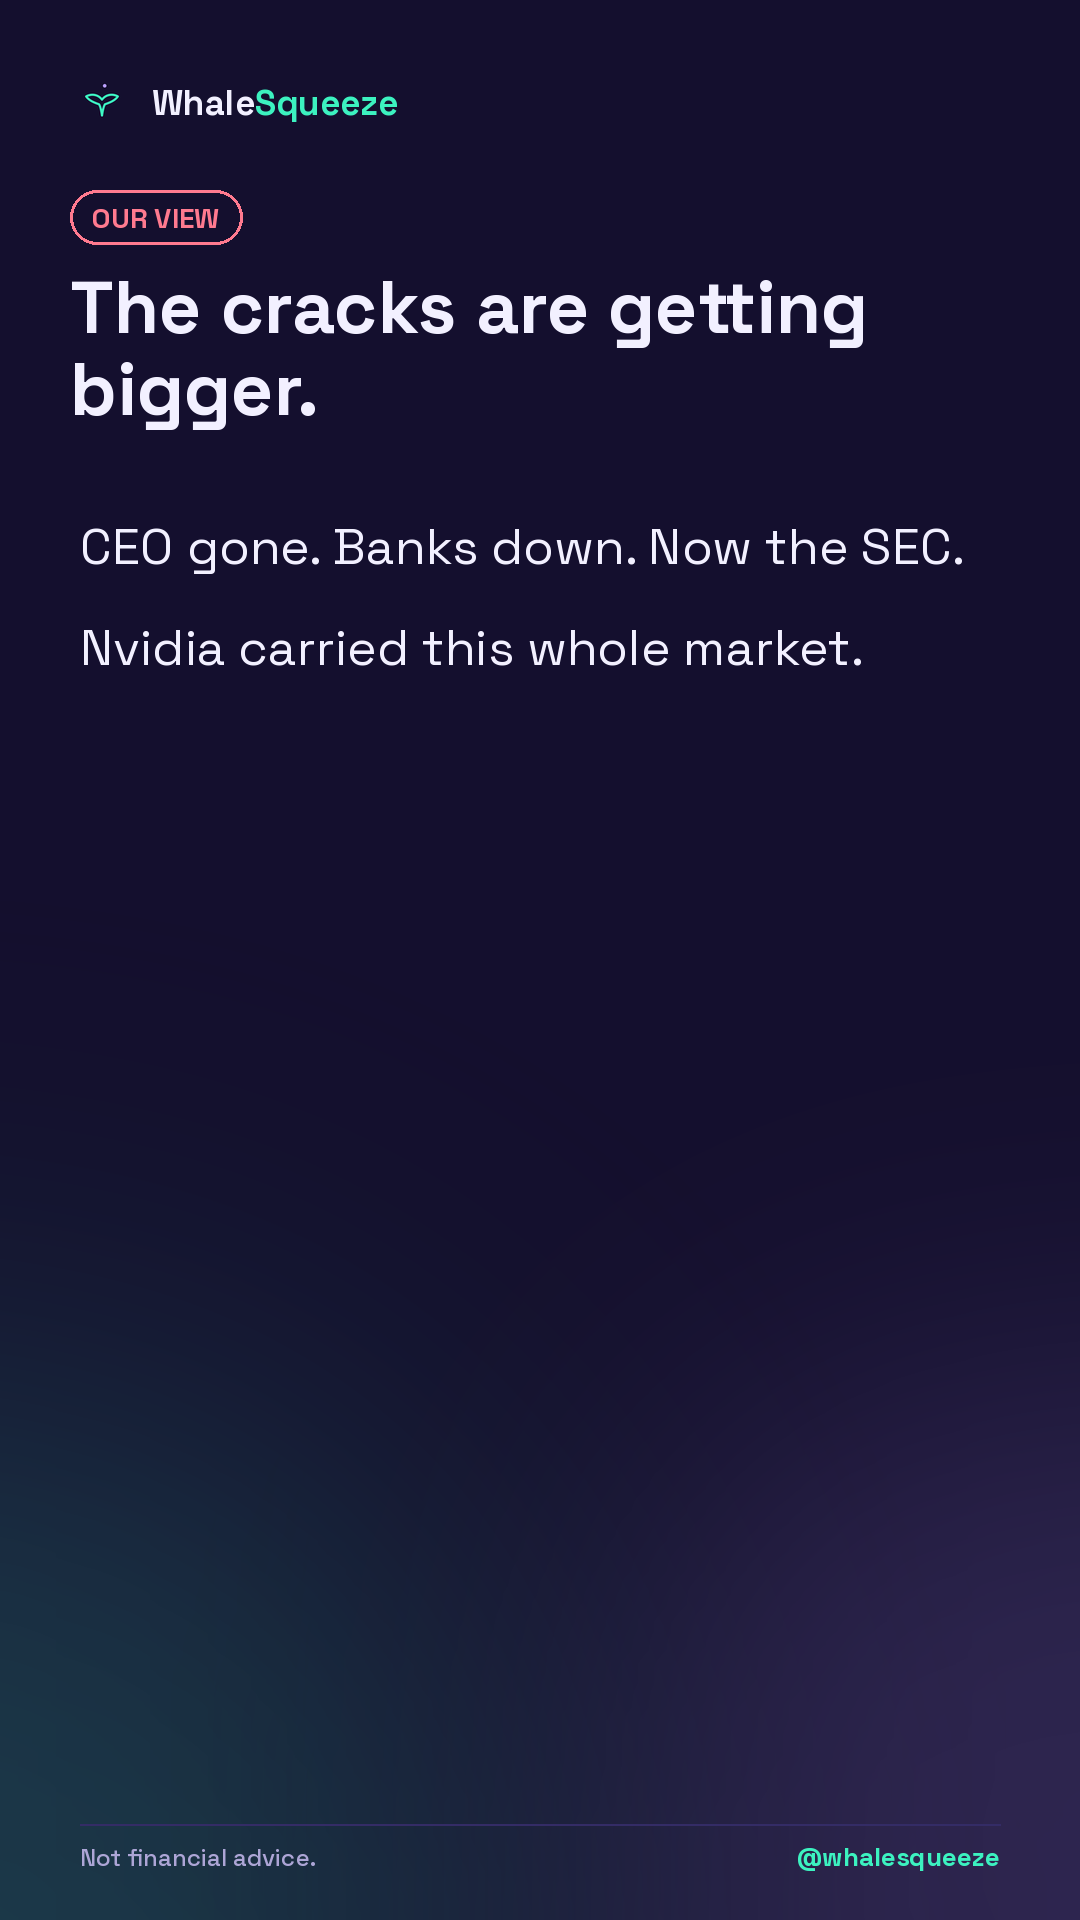 WhaleSqueeze
OUR VIEW
The cracks are getting
bigger.
CEO gone. Banks down. Now the SEC.
Nvidia carried this whole market.
Not financial advice.
@whalesqueeze